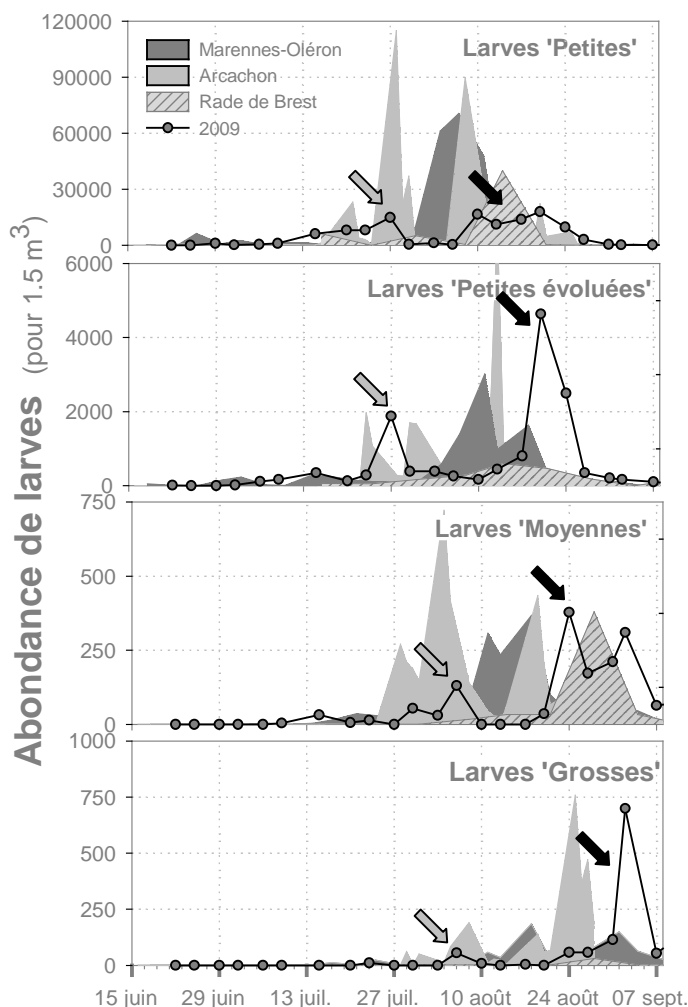 120000
90000
60000
30000
0
Marennes-Oléron
Arcachon
Rade de Brest
2009
Larves 'Petites'
6000
4000
2000
0
Larves 'Petites évoluées'
750
500
250
0
Larves 'Moyennes'
1000
750
500
250
0
Larves 'Grosses'
Abondance de larves (pour 1.5 m³)
15 juin 29 juin 13 juil. 27 juil. 10 août 24 août 07 sept